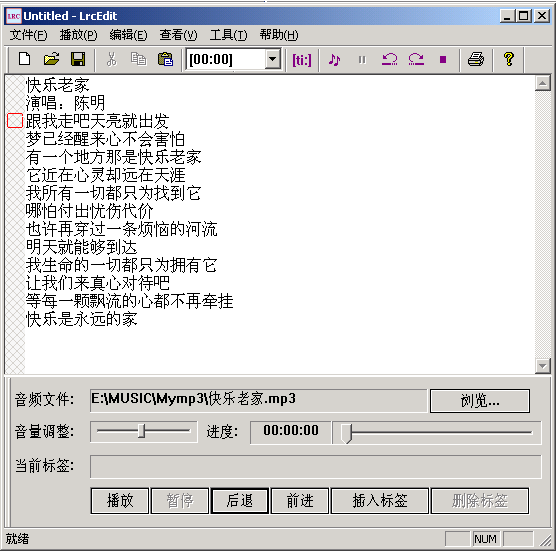 LRC Untitled - LrcEdit
文件(F) 播放(P) 编辑(E) 查看(V) 工具(T) 帮助(H)
[00:00] [ti:]
快乐老家
演唱：陈明
跟我走吧天亮就出发
梦已经醒来心不会害怕
有一个地方那是快乐老家
它近在心灵却远在天涯
我所有一切都只为找到它
哪怕付出忧伤代价
也许再穿过一条烦恼的河流
明天就能够到达
我生命的一切都只为拥有它
让我们来真心对待吧
等每一颗飘流的心都不再牵挂
快乐是永远的家
音频文件: E:\MUSIC\Mymp3\快乐老家.mp3 浏览...
音量调整: 进度: 00:00:00
当前标签:
播放 暂停 后退 前进 插入标签 删除标签
就绪 NUM